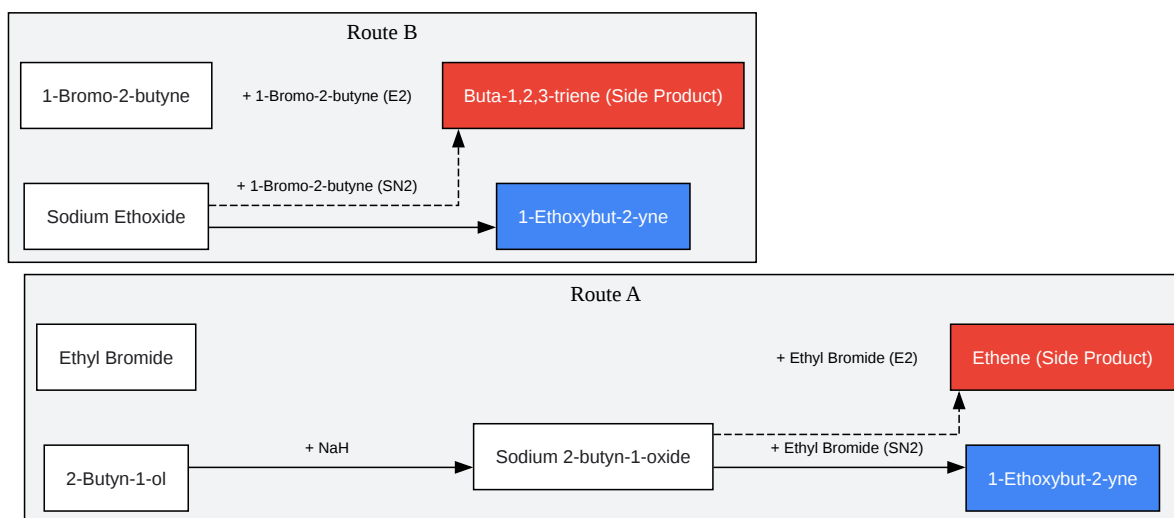 Route B
1-Bromo-2-butyne
+ 1-Bromo-2-butyne (E2)
Buta-1,2,3-triene (Side Product)
+ 1-Bromo-2-butyne (SN2)
Sodium Ethoxide
1-Ethoxybut-2-yne
Route A
Ethyl Bromide
+ Ethyl Bromide (E2)
Ethene (Side Product)
2-Butyn-1-ol
+ NaH
Sodium 2-butyn-1-oxide
+ Ethyl Bromide (SN2)
1-Ethoxybut-2-yne